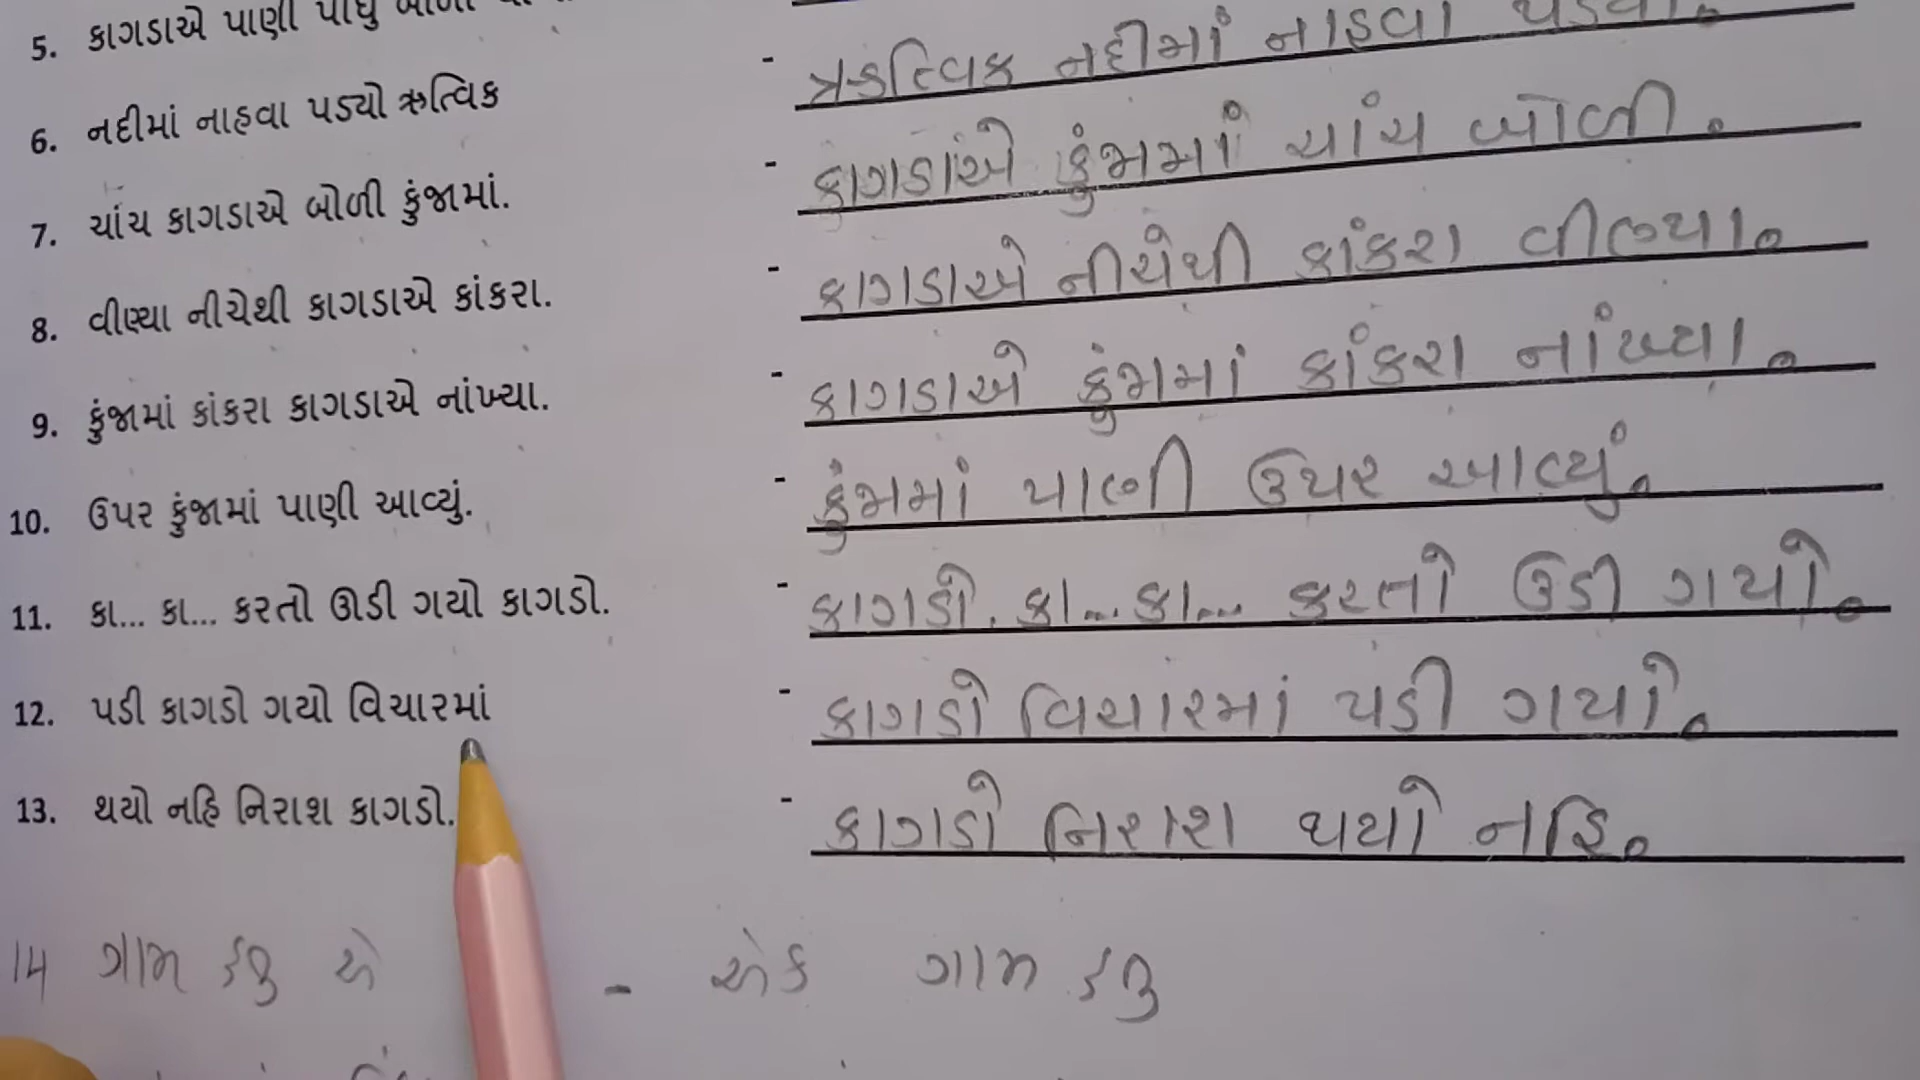 5. કાગડાએ પાણી પીધું
ઋત્વિક નદીમાં નાહવા પડ્યો.
6. નદીમાં નાહવા પડ્યો ઋત્વિક
- કાગડાએ કુંજામાં ચાંચ બોળી.
7. ચાંચ કાગડાએ બોળી કુંજામાં.
- કાગડાએ નીચેથી કાંકરા વીણ્યા.
8. વીણ્યા નીચેથી કાગડાએ કાંકરા.
- કાગડાએ કુંજામાં કાંકરા નાંખ્યા.
9. કુંજામાં કાંકરા કાગડાએ નાંખ્યા.
- કુંજામાં પાણી ઉપર આવ્યું.
10. ઉપર કુંજામાં પાણી આવ્યું.
- કાગડો કા... કા... કરતો ઉડી ગયો.
11. કા... કા... કરતો ઊડી ગયો કાગડો.
- કાગડો વિચારમાં પડી ગયો.
12. પડી કાગડો ગયો વિચારમાં
- કાગડો નિરાશ થયો નહિ.
13. થયો નહિ નિરાશ કાગડો.
14 ગામ હતુ એ - એક ગામ હતુ